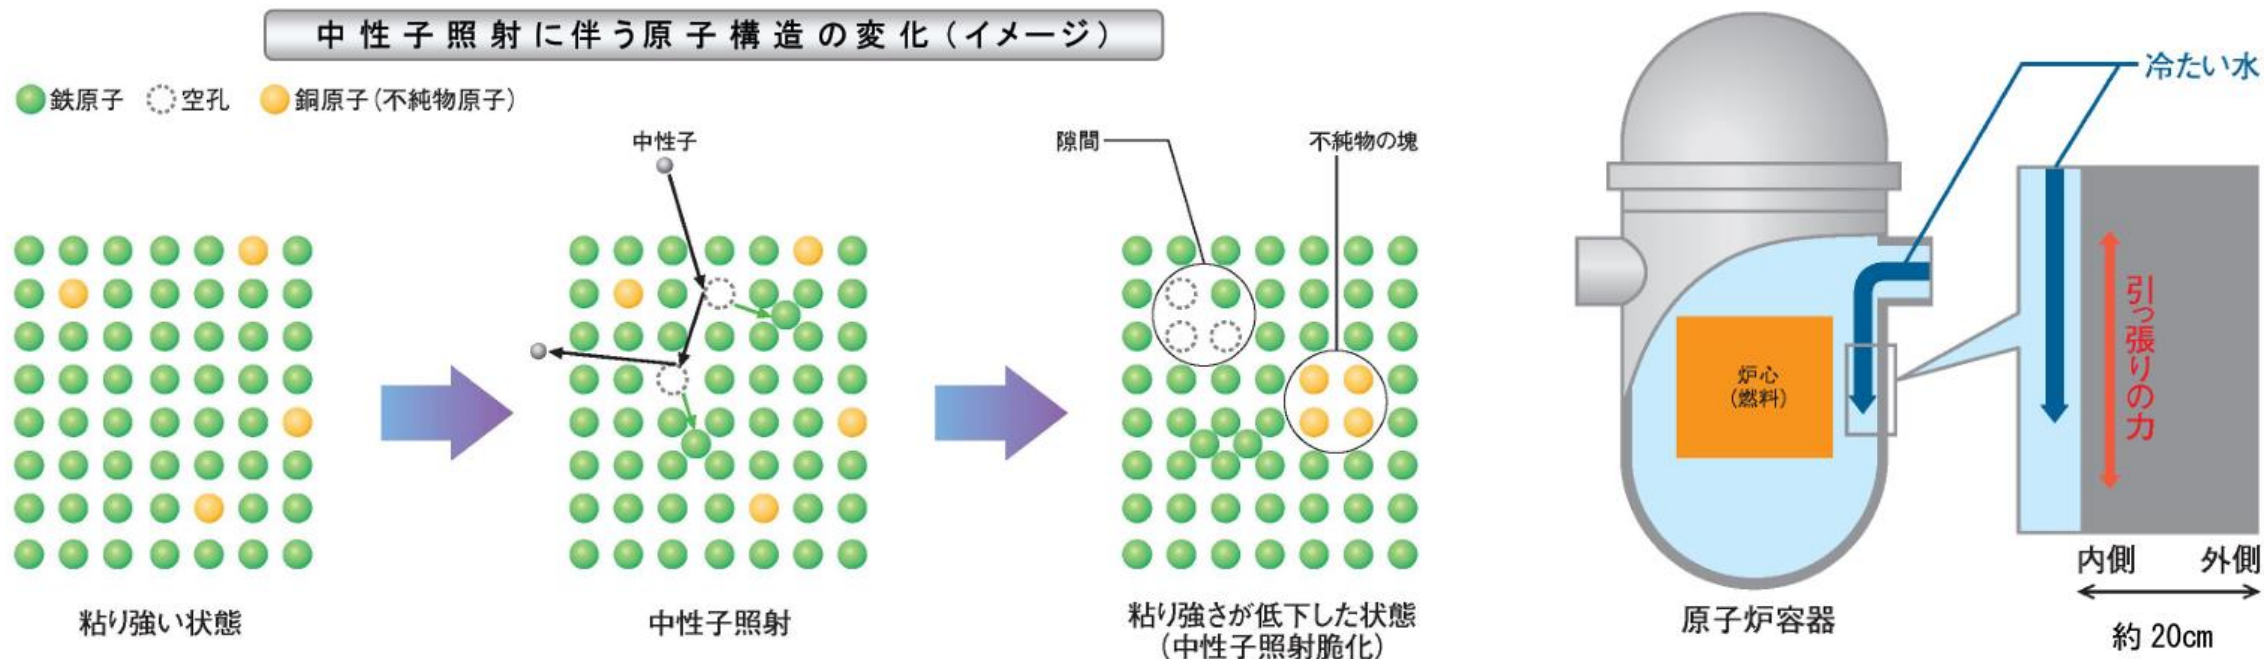 中性子照射に伴う原子構造の変化(イメージ)
鉄原子
空孔
銅原子(不純物原子)
中性子
隙間
不純物の塊
粘り強い状態
中性子照射
粘り強さが低下した状態
(中性子照射脆化)
冷たい水
炉心
(燃料)
引っ張りの力
内側
外側
原子炉容器
約20cm